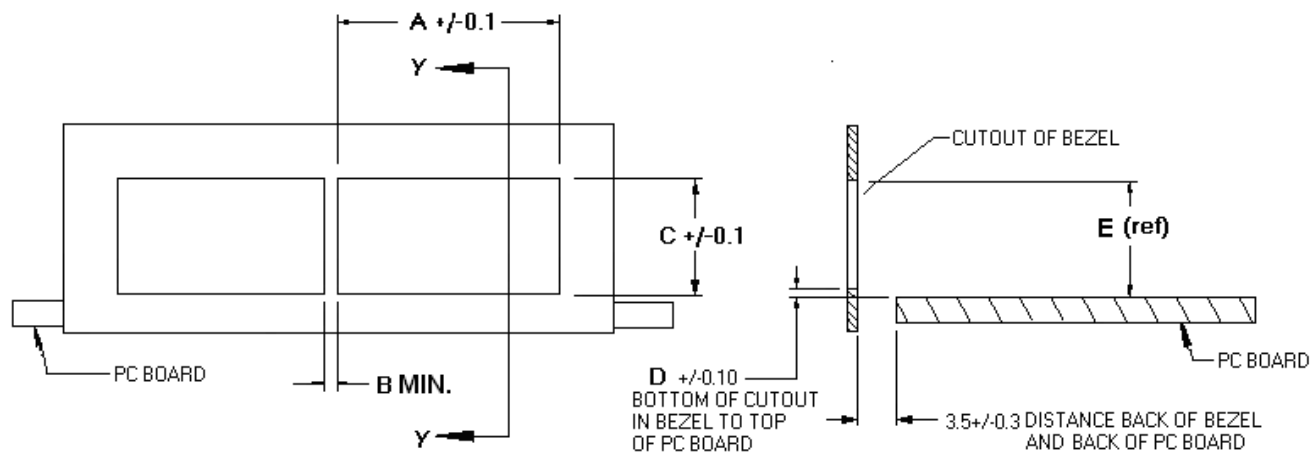 A +/-0.1
Y
CUTOUT OF BEZEL
C +/-0.1
E (ref)
PC BOARD
B MIN.
Y
D +/-0.10
BOTTOM OF CUTOUT
IN BEZEL TO TOP
OF PC BOARD
PC BOARD
3.5+/-0.3 DISTANCE BACK OF BEZEL
AND BACK OF PC BOARD